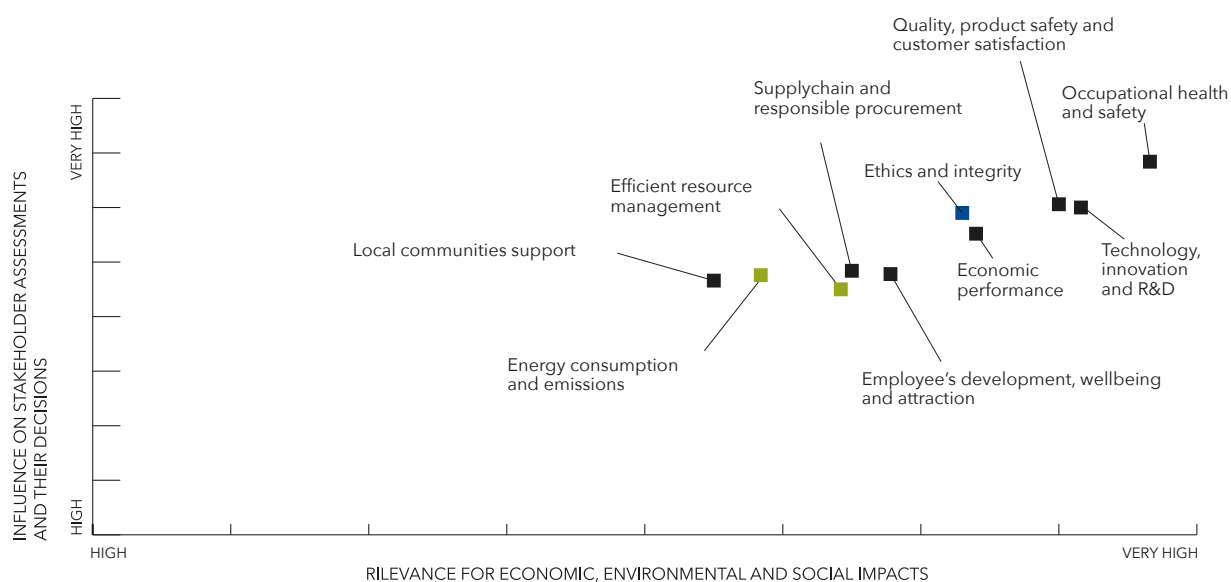 Quality, product safety and
customer satisfaction
Supplychain and
responsible procurement
Occupational health
and safety
Ethics and integrity
Efficient resource
management
Local communities support
Economic
performance
Technology,
innovation
and R&D
Energy consumption
and emissions
Employee’s development, wellbeing
and attraction
INFLUENCE ON STAKEHOLDER ASSESSMENTS
AND THEIR DECISIONS
VERY HIGH
HIGH
HIGH
VERY HIGH
RILEVANCE FOR ECONOMIC, ENVIRONMENTAL AND SOCIAL IMPACTS